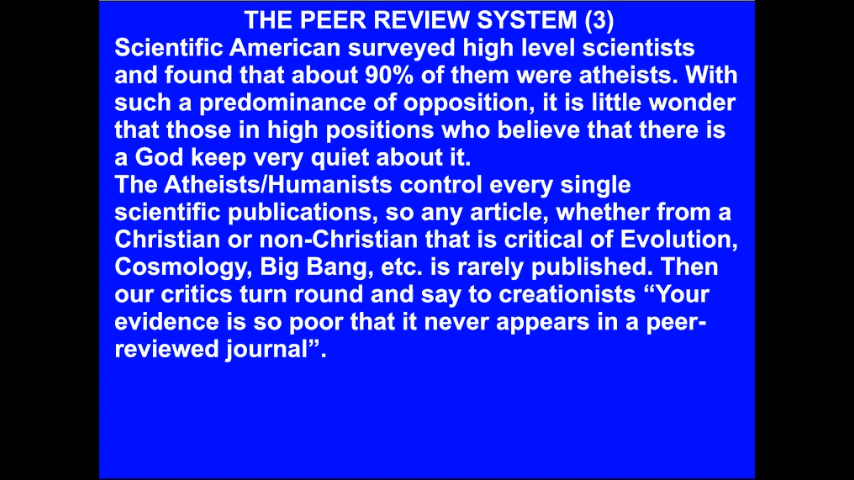 THE PEER REVIEW SYSTEM (3)
Scientific American surveyed high level scientists
and found that about 90% of them were atheists. With
such a predominance of opposition, it is little wonder
that those in high positions who believe that there is
a God keep very quiet about it.
The Atheists/Humanists control every single
scientific publications, so any article, whether from a
Christian or non-Christian that is critical of Evolution,
Cosmology, Big Bang, etc. is rarely published. Then
our critics turn round and say to creationists “Your
evidence is so poor that it never appears in a peer-
reviewed journal”.